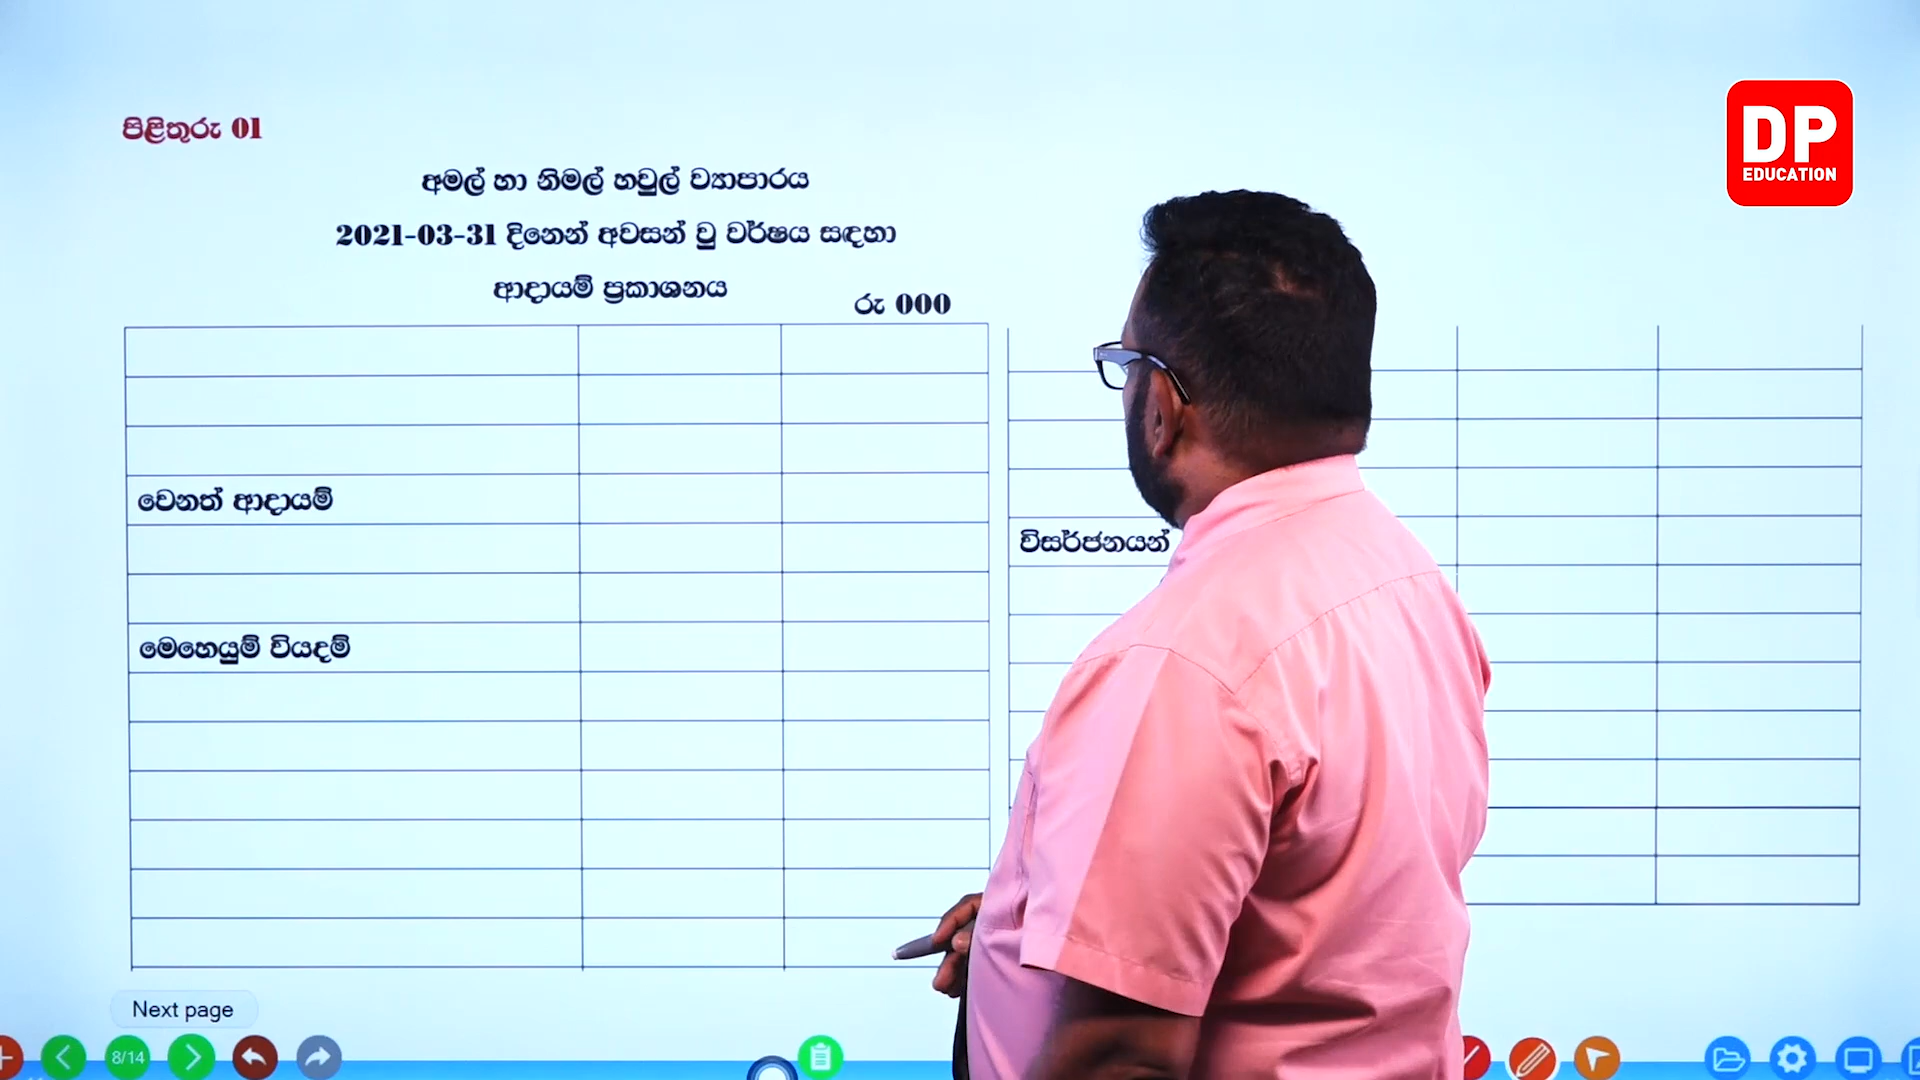 පිළිතුරු 01
DP
EDUCATION
අමල් හා නිමල් හවුල් ව්‍යාපාරය
2021-03-31 දිනෙන් අවසන් වූ වර්ෂය සඳහා
ආදායම් ප්‍රකාශනය
රු 000
වෙනත් ආදායම්
විසර්ජනයන්
මෙහෙයුම් වියදම්
Next page
8/14